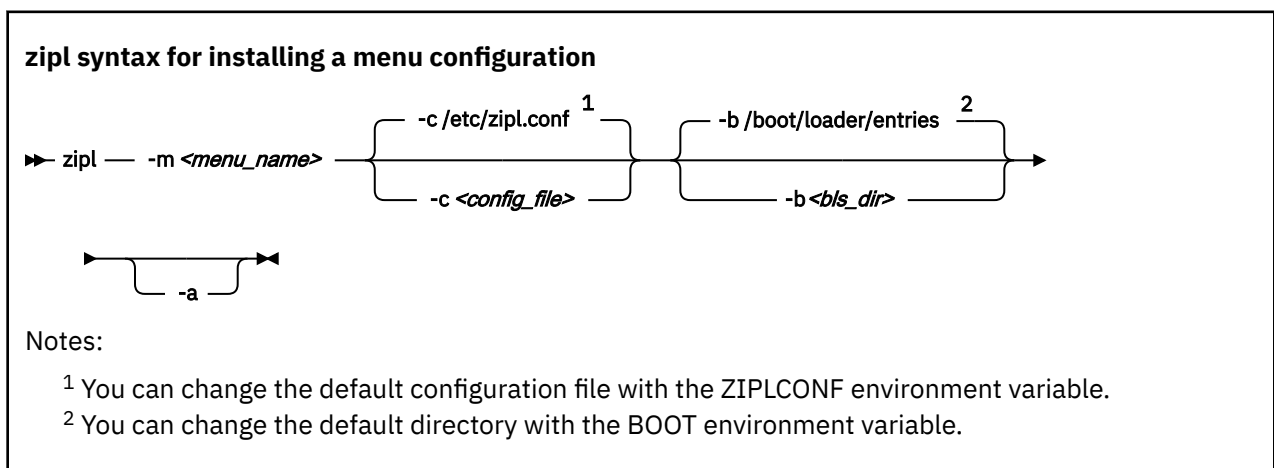 zipl syntax for installing a menu configuration
-c /etc/zipl.conf 1 -b /boot/loader/entries 2
zipl -m <menu_name>
-c <config_file> -b <bls_dir>
-a
Notes:
1 You can change the default configuration file with the ZIPLCONF environment variable.
2 You can change the default directory with the BOOT environment variable.